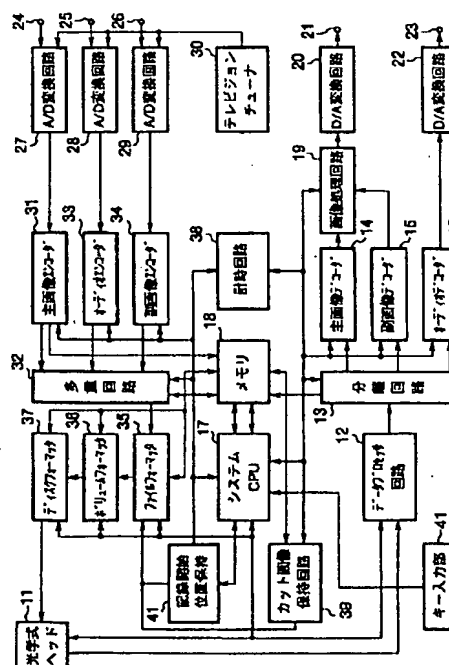 24
25
26
21
23
A/D変換回路
27
A/D変換回路
28
A/D変換回路
29
テレビジョン
チューナ
30
D/A変換回路
20
D/A変換回路
22
画像処理回路
19
主画像エンコーダ
31
オーディオエンコーダ
33
副画像エンコーダ
34
計時回路
38
主画像デコーダ
14
副画像デコーダ
15
オーディオデコーダ
多重回路
32
メモリ
18
分離回路
13
ディスクフォーマッタ
37
ボリュームフォーマッタ
36
ファイルフォーマッタ
35
システム
CPU
17
データプロセッサ
回路
12
記録開始
位置保持
41
カット画像
保持回路
39
光学式
ヘッド
11
キー入力部
41